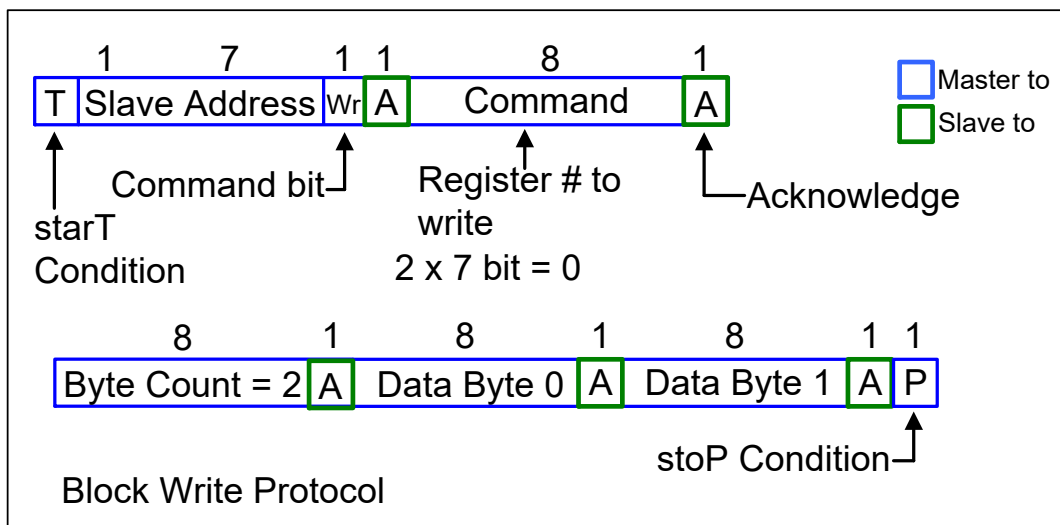 1 7 1 1 8 1
T Slave Address Wr A Command A
Master to
Slave to
Command bit
Register # to
write
Acknowledge
starT
Condition
2 x 7 bit = 0
8 1 8 1 8 1 1
Byte Count = 2 A Data Byte 0 A Data Byte 1 A P
stoP Condition
Block Write Protocol